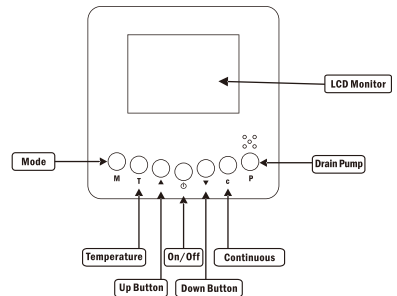 LCD Monitor
Mode
Drain Pump
M T ▲ ⏻ ▼ c P
Temperature
On/Off
Continuous
Up Button
Down Button